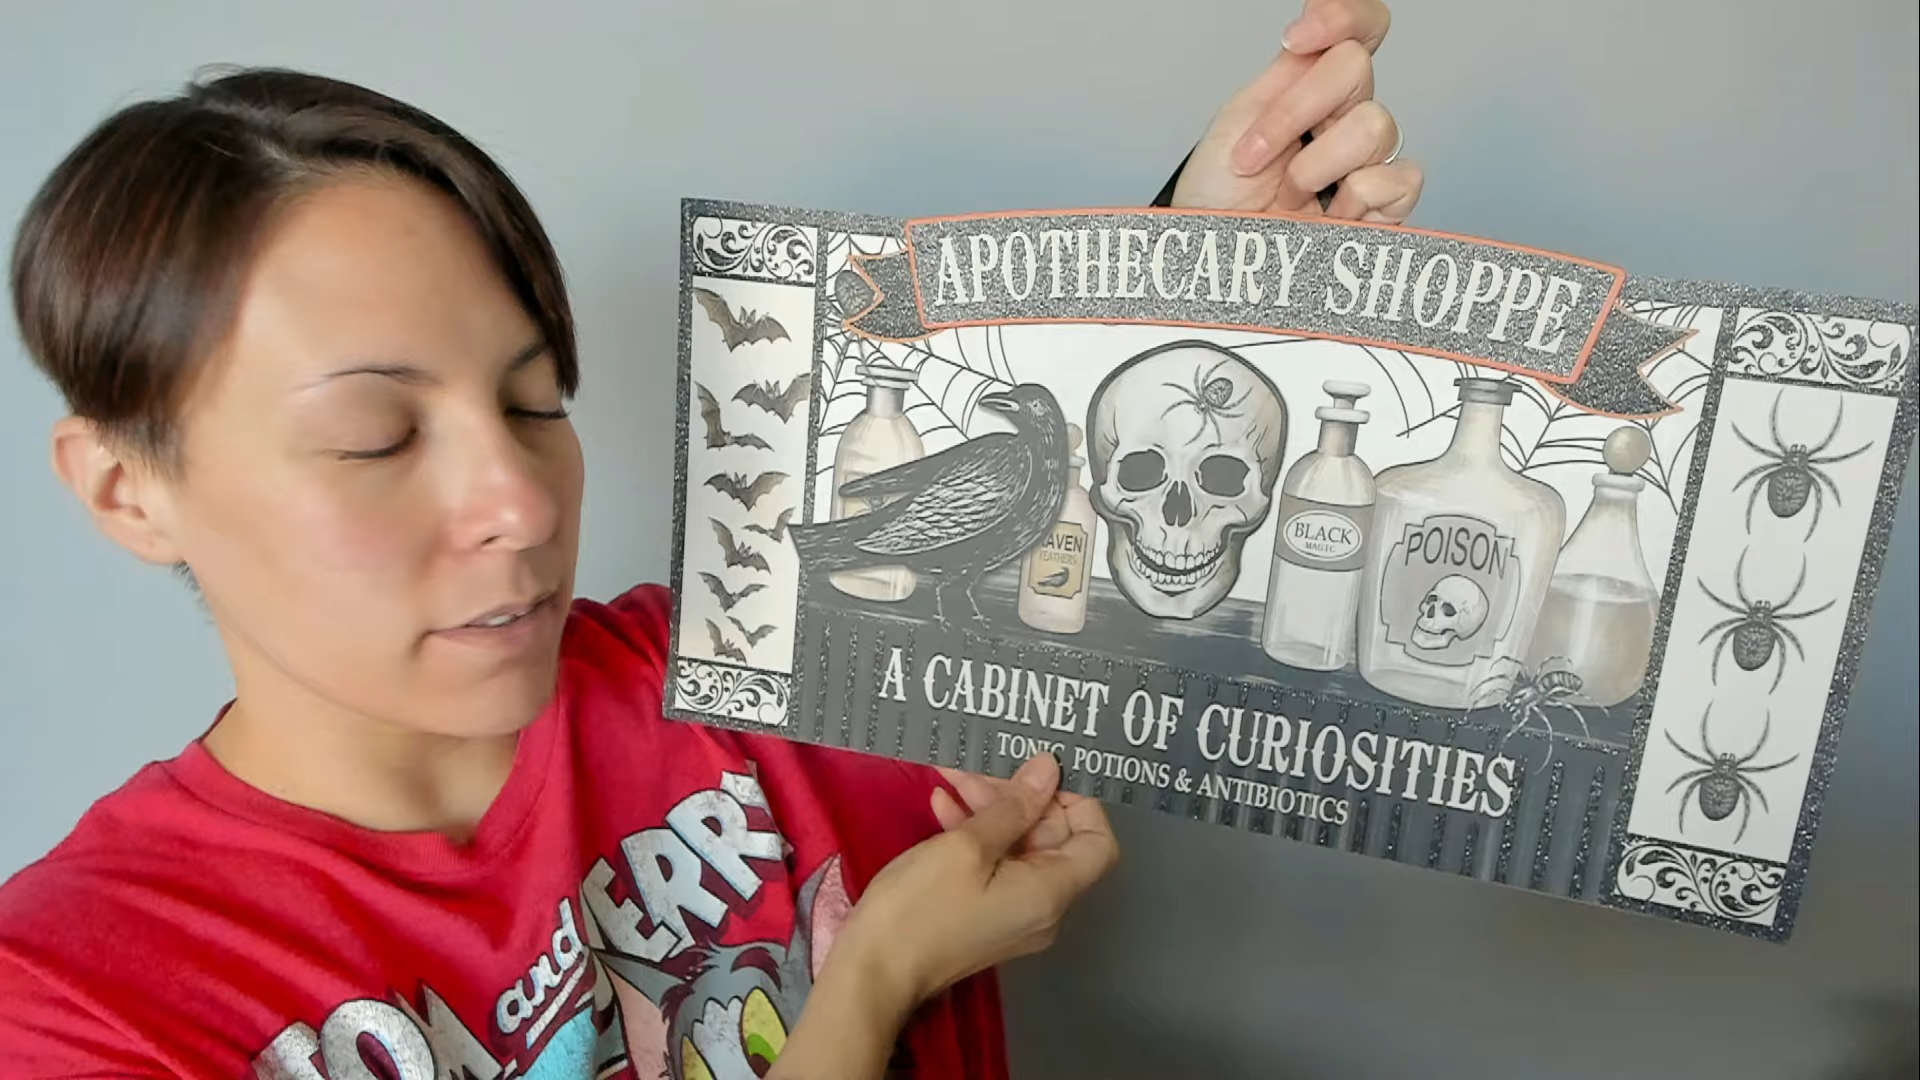 APOTHECARY SHOPPE
RAVEN
FEATHERS
BLACK
MAGIC
POISON
A CABINET OF CURIOSITIES
TONIC POTIONS & ANTIBIOTICS
TOM
and
JERRY